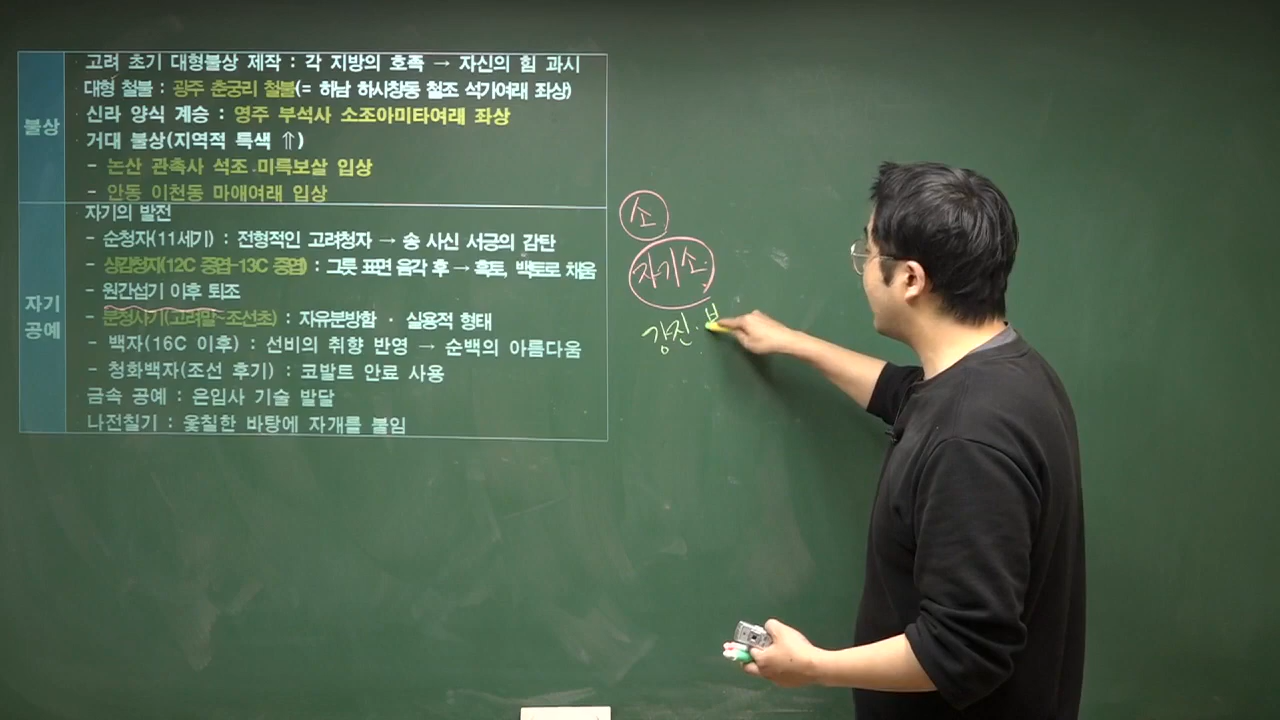 불상
고려 초기 대형불상 제작 : 각 지방의 호족 → 자신의 힘 과시
대형 철불 : 광주 춘궁리 철불(= 하남 하사창동 철조 석가여래 좌상)
신라 양식 계승 : 영주 부석사 소조아미타여래 좌상
거대 불상(지역적 특색 ⇑)
- 논산 관촉사 석조 미륵보살 입상
- 안동 이천동 마애여래 입상
자기
공예
자기의 발전
- 순청자(11세기) : 전형적인 고려청자 → 송 사신 서긍의 감탄
- 상감청자(12C 중엽-13C 중엽) : 그릇 표면 음각 후 → 흑토, 백토로 채움
- 원간섭기 이후 퇴조
- 분청사기(고려말~조선초) : 자유분방함 · 실용적 형태
- 백자(16C 이후) : 선비의 취향 반영 → 순백의 아름다움
- 청화백자(조선 후기) : 코발트 안료 사용
금속 공예 : 은입사 기술 발달
나전칠기 : 옻칠한 바탕에 자개를 붙임
소
자기소
강진·